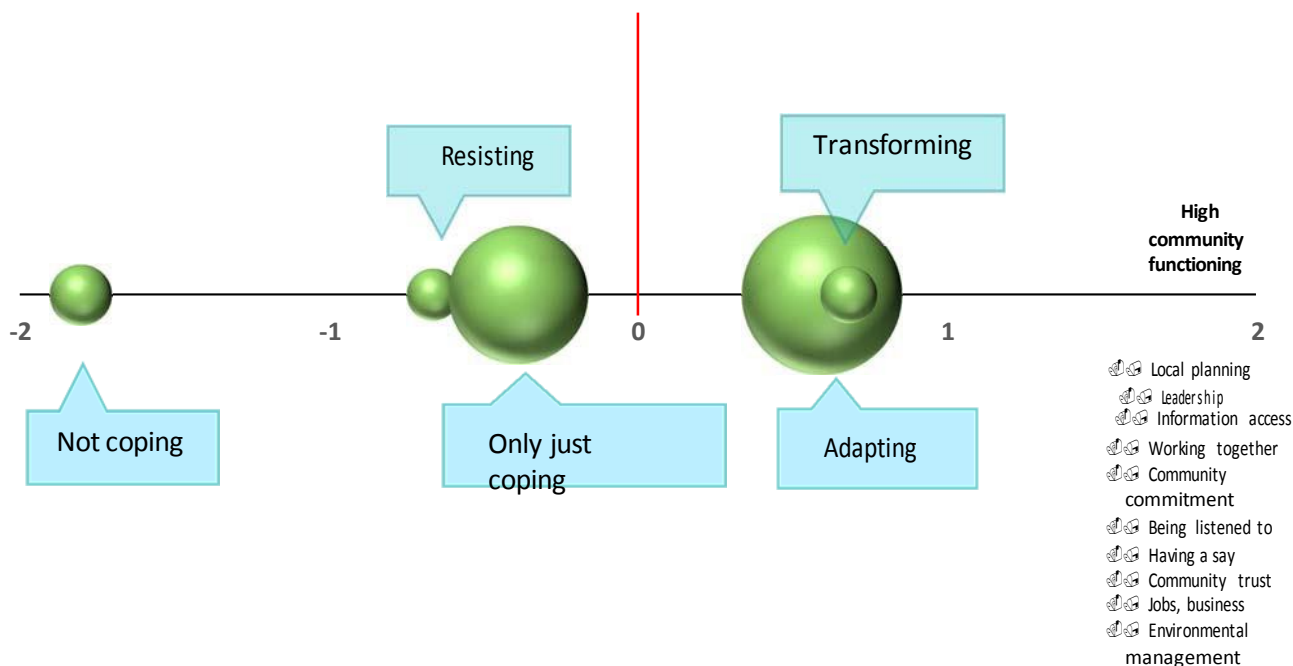 Resisting
Transforming
High
community
functioning
-2
-1
0
1
2
Not coping
Only just
coping
Adapting
Local planning
Leadership
Information access
Working together
Community
commitment
Being listened to
Having a say
Community trust
Jobs, business
Environmental
management